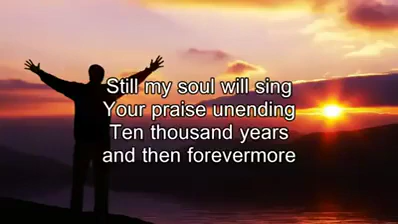 Still my soul will sing
Your praise unending
Ten thousand years
and then forevermore